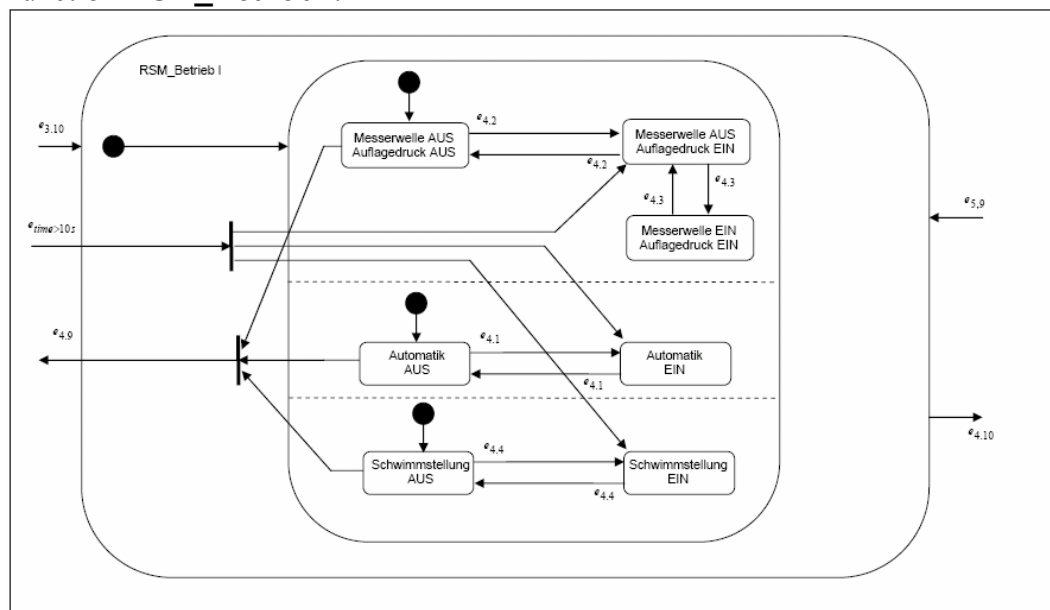 RSM_Betrieb I
e3.10
Messerwelle AUS
Auflagedruck AUS
e4.2
e4.2
Messerwelle AUS
Auflagedruck EIN
e4.3
e4.3
e5,9
etime>10s
Messerwelle EIN
Auflagedruck EIN
e4.9
Automatik
AUS
e4.1
e4.1
Automatik
EIN
e4.10
Schwimmstellung
AUS
e4.4
e4.4
Schwimmstellung
EIN